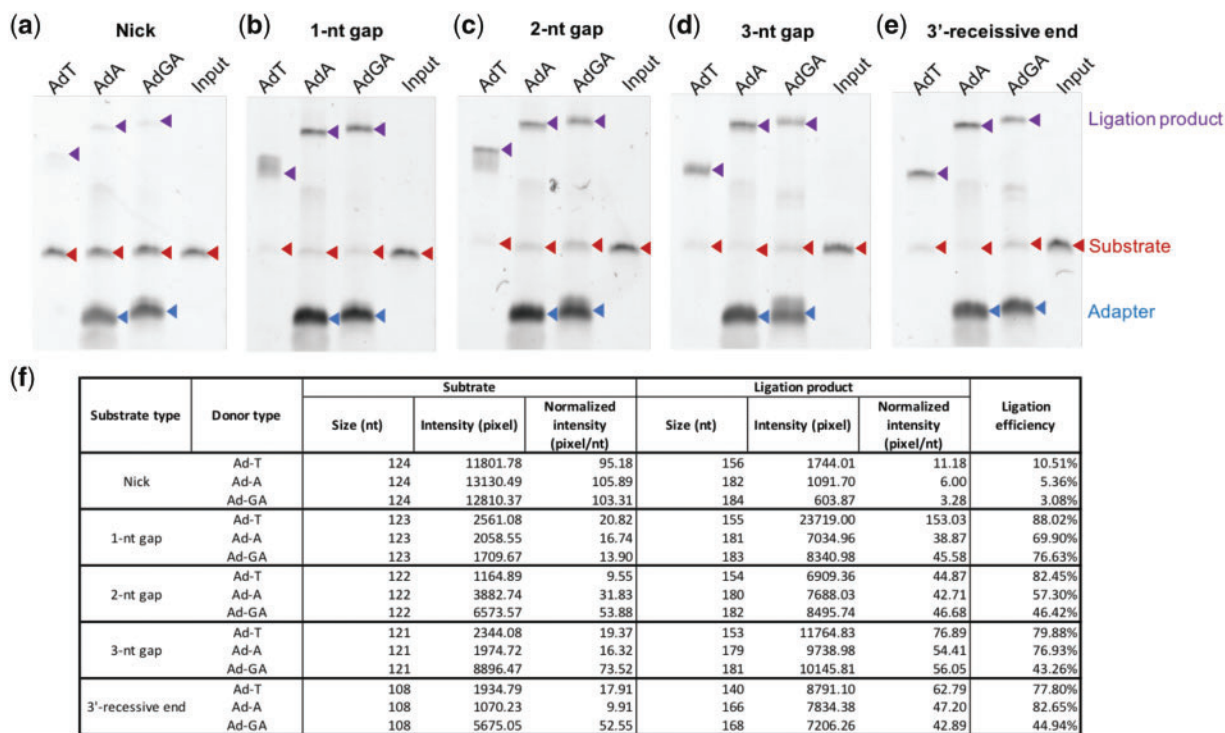 (a) Nick
(b) 1-nt gap
(c) 2-nt gap
(d) 3-nt gap
(e) 3'-receissive end
AdT AdA AdGA Input
AdT AdA AdGA Input
AdT AdA AdGA Input
AdT AdA AdGA Input
AdT AdA AdGA Input
Ligation product
Substrate
Adapter
(f)
Substrate type Donor type Subtrate Ligation product Ligation efficiency
Size (nt) Intensity (pixel) Normalized intensity (pixel/nt) Size (nt) Intensity (pixel) Normalized intensity (pixel/nt)
Nick Ad-T 124 11801.78 95.18 156 1744.01 11.18 10.51%
Ad-A 124 13130.49 105.89 182 1091.70 6.00 5.36%
Ad-GA 124 12810.37 103.31 184 603.87 3.28 3.08%
1-nt gap Ad-T 123 2561.08 20.82 155 23719.00 153.03 88.02%
Ad-A 123 2058.55 16.74 181 7034.96 38.87 69.90%
Ad-GA 123 1709.67 13.90 183 8340.98 45.58 76.63%
2-nt gap Ad-T 122 1164.89 9.55 154 6909.36 44.87 82.45%
Ad-A 122 3882.74 31.83 180 7688.03 42.71 57.30%
Ad-GA 122 6573.57 53.88 182 8495.74 46.68 46.42%
3-nt gap Ad-T 121 2344.08 19.37 153 11764.83 76.89 79.88%
Ad-A 121 1974.72 16.32 179 9738.98 54.41 76.93%
Ad-GA 121 8896.47 73.52 181 10145.81 56.05 43.26%
3'-recessive end Ad-T 108 1934.79 17.91 140 8791.10 62.79 77.80%
Ad-A 108 1070.23 9.91 166 7834.38 47.20 82.65%
Ad-GA 108 5675.05 52.55 168 7206.26 42.89 44.94%